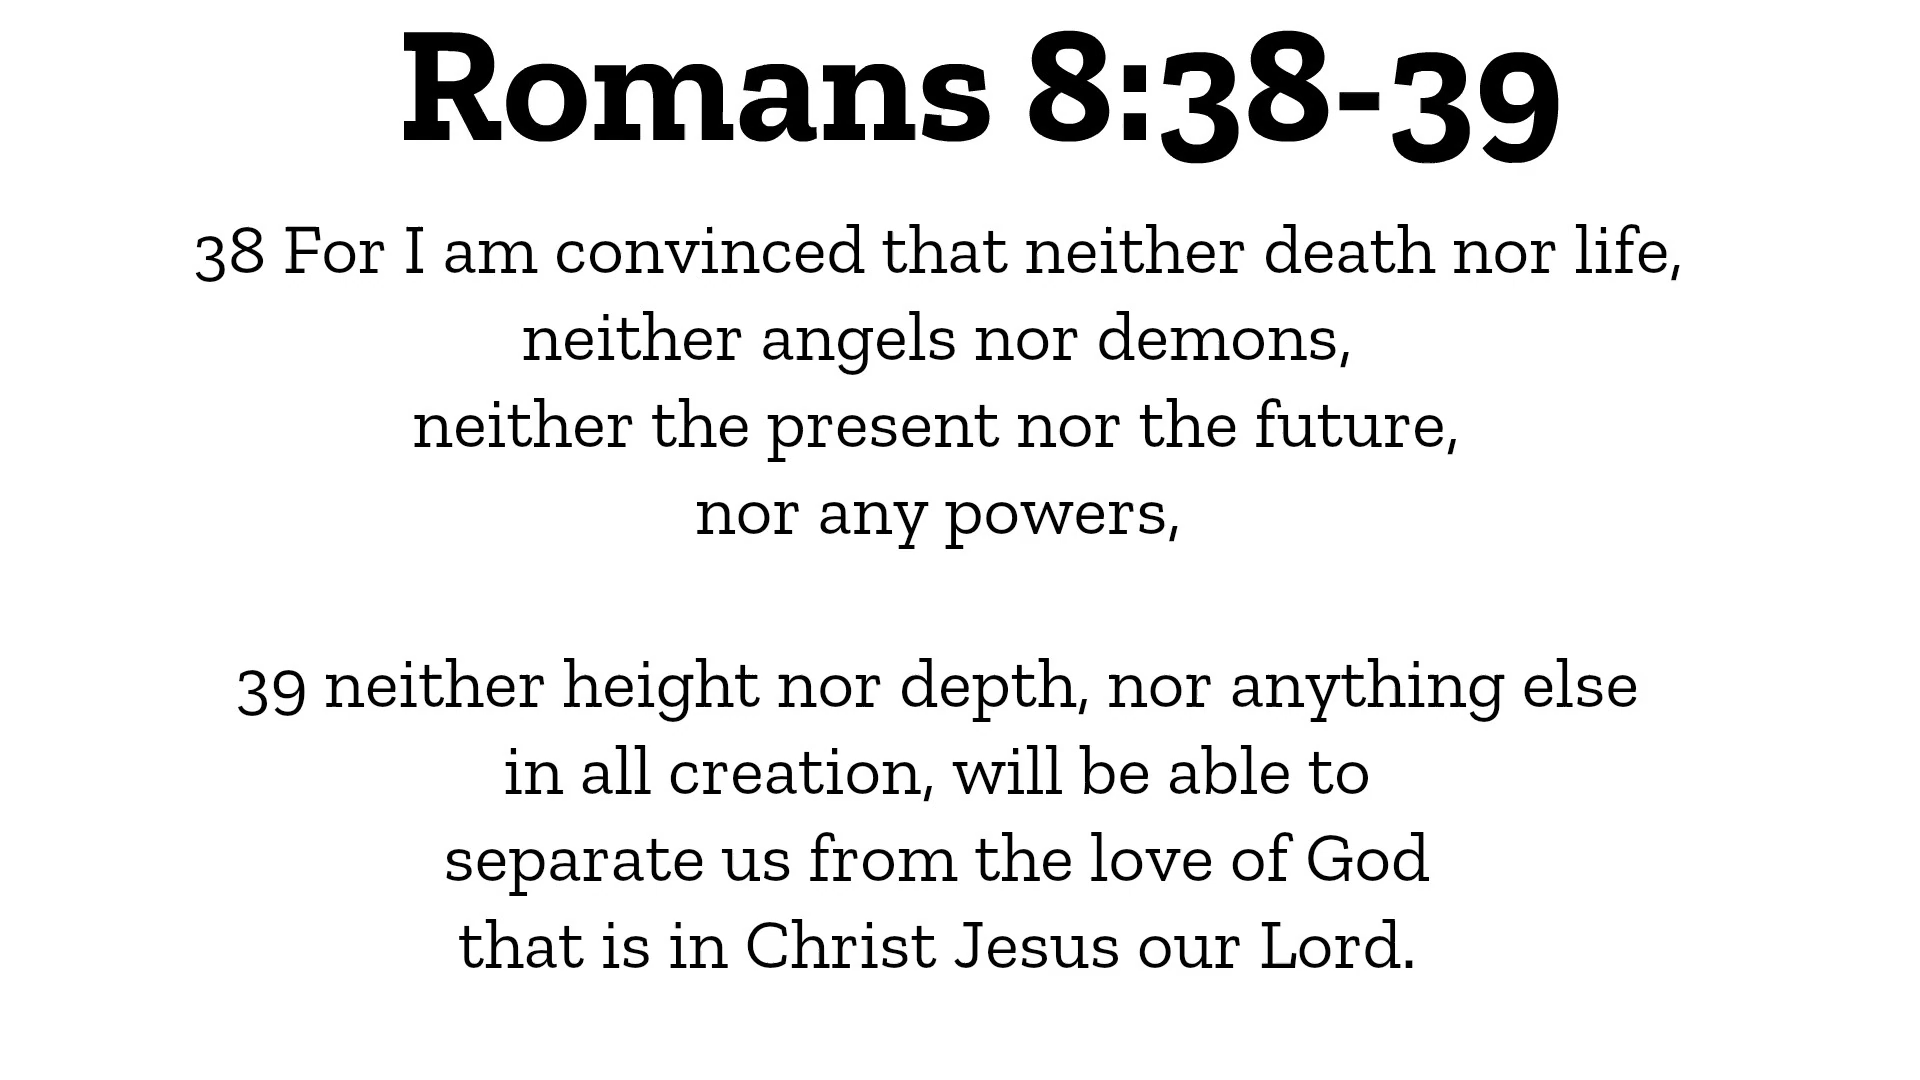 Romans 8:38-39
38 For I am convinced that neither death nor life,
neither angels nor demons,
neither the present nor the future,
nor any powers,
39 neither height nor depth, nor anything else
in all creation, will be able to
separate us from the love of God
that is in Christ Jesus our Lord.